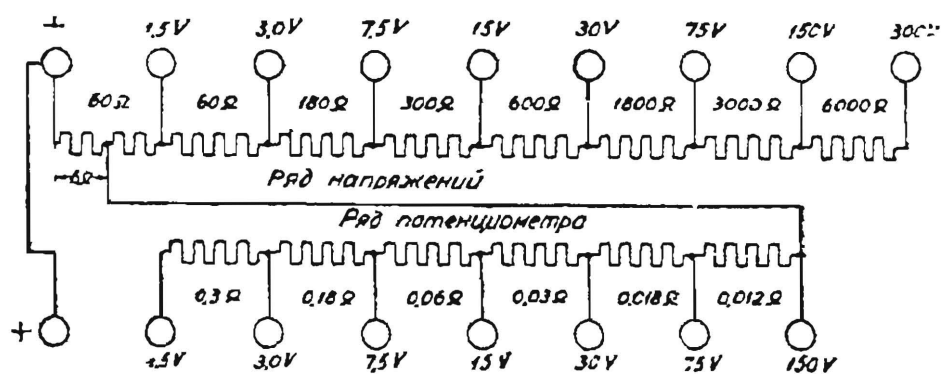 ⊥ 1,5V 3,0V 7,5V 15V 30V 75V 150V 300V
60Ω 60Ω 180Ω 300Ω 600Ω 1800Ω 3000Ω 6000Ω
6Ω Ряд напряжений
Ряд потенциометра
0,3Ω 0,18Ω 0,06Ω 0,03Ω 0,018Ω 0,012Ω
+ 1,5V 3,0V 7,5V 15V 30V 75V 150V